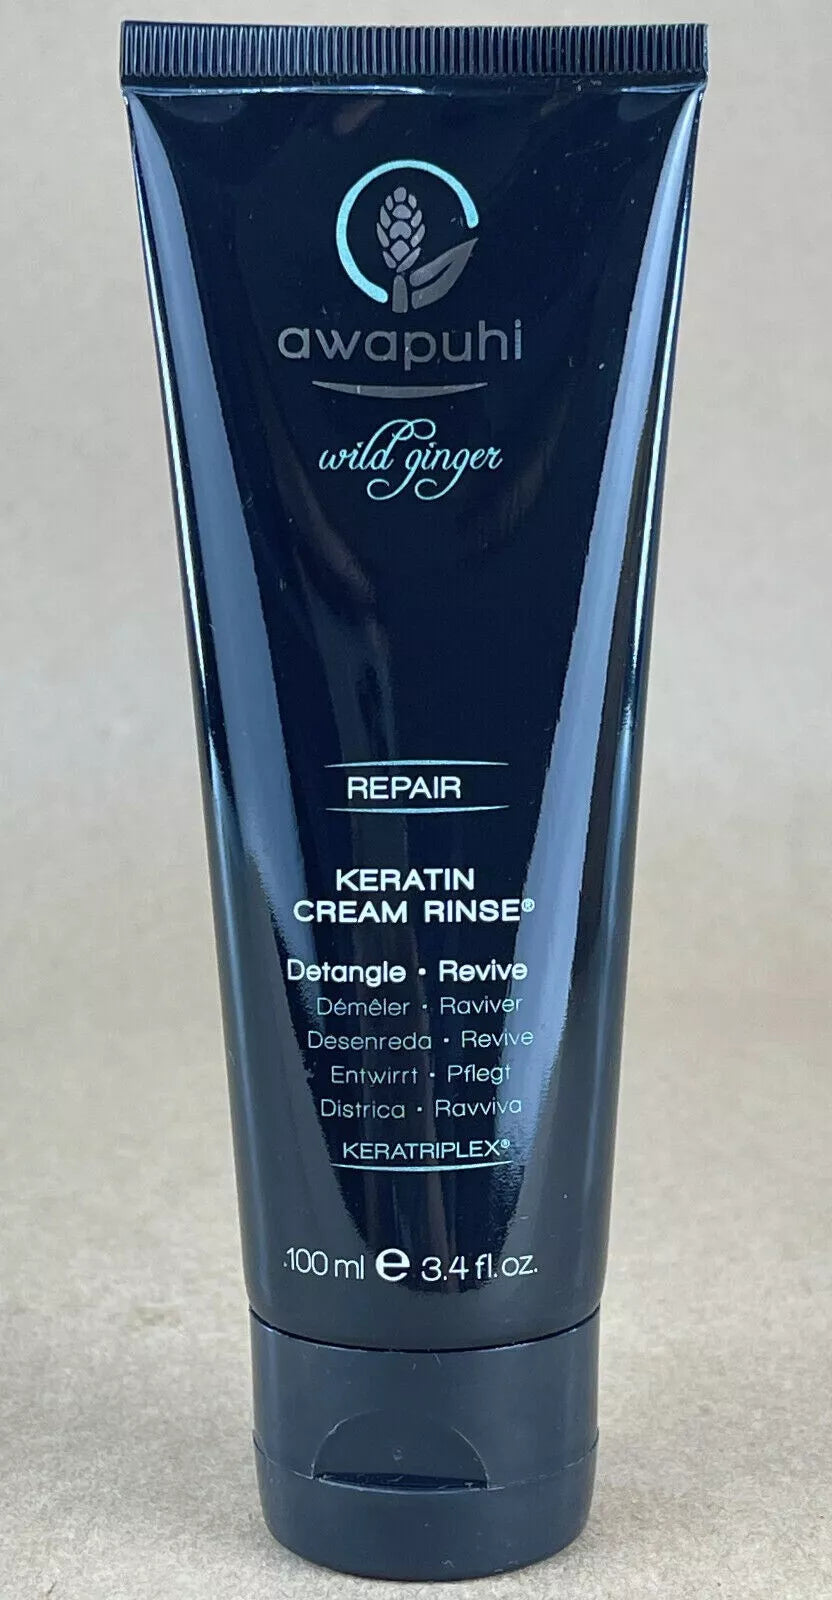 awapuhi
wild ginger
REPAIR
KERATIN
CREAM RINSE®
Detangle • Revive
Démêler • Raviver
Desenreda • Revive
Entwirrt • Pflegt
Districa • Ravviva
KERATRIPLEX®
100 ml e 3.4 fl. oz.